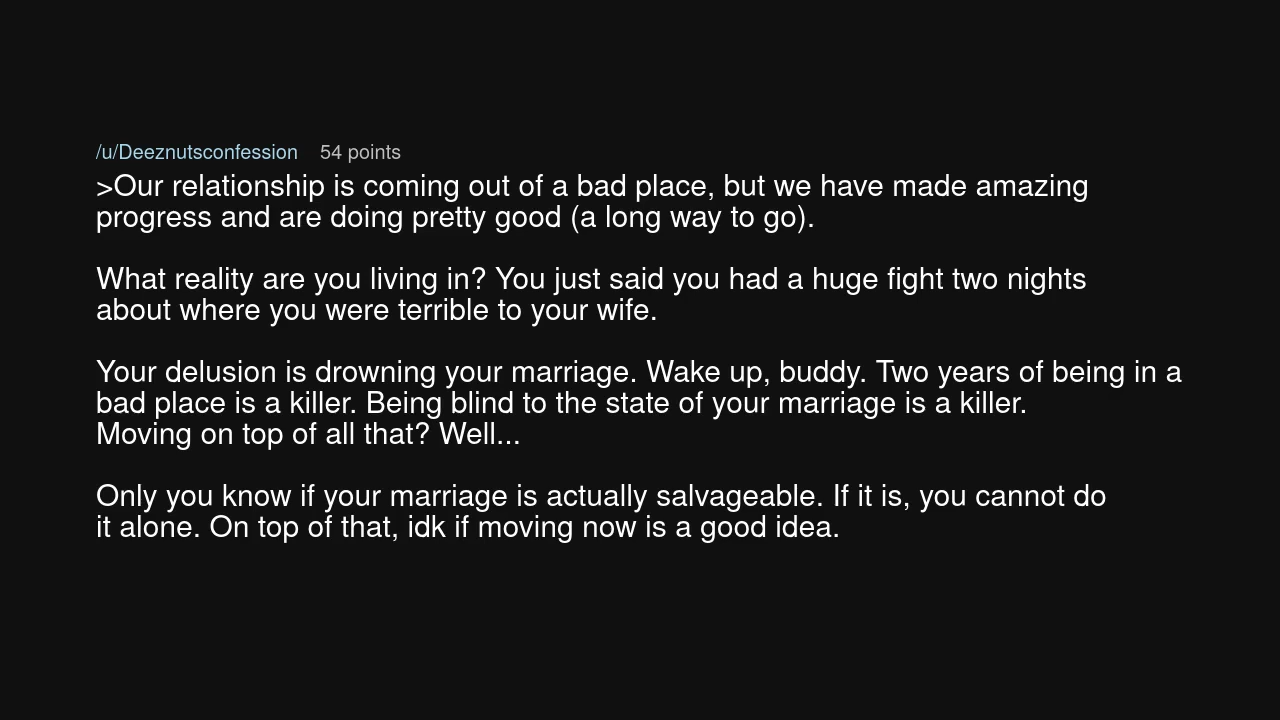 /u/Deeznutsconfession 54 points
>Our relationship is coming out of a bad place, but we have made amazing
progress and are doing pretty good (a long way to go).
What reality are you living in? You just said you had a huge fight two nights
about where you were terrible to your wife.
Your delusion is drowning your marriage. Wake up, buddy. Two years of being in a
bad place is a killer. Being blind to the state of your marriage is a killer.
Moving on top of all that? Well...
Only you know if your marriage is actually salvageable. If it is, you cannot do
it alone. On top of that, idk if moving now is a good idea.